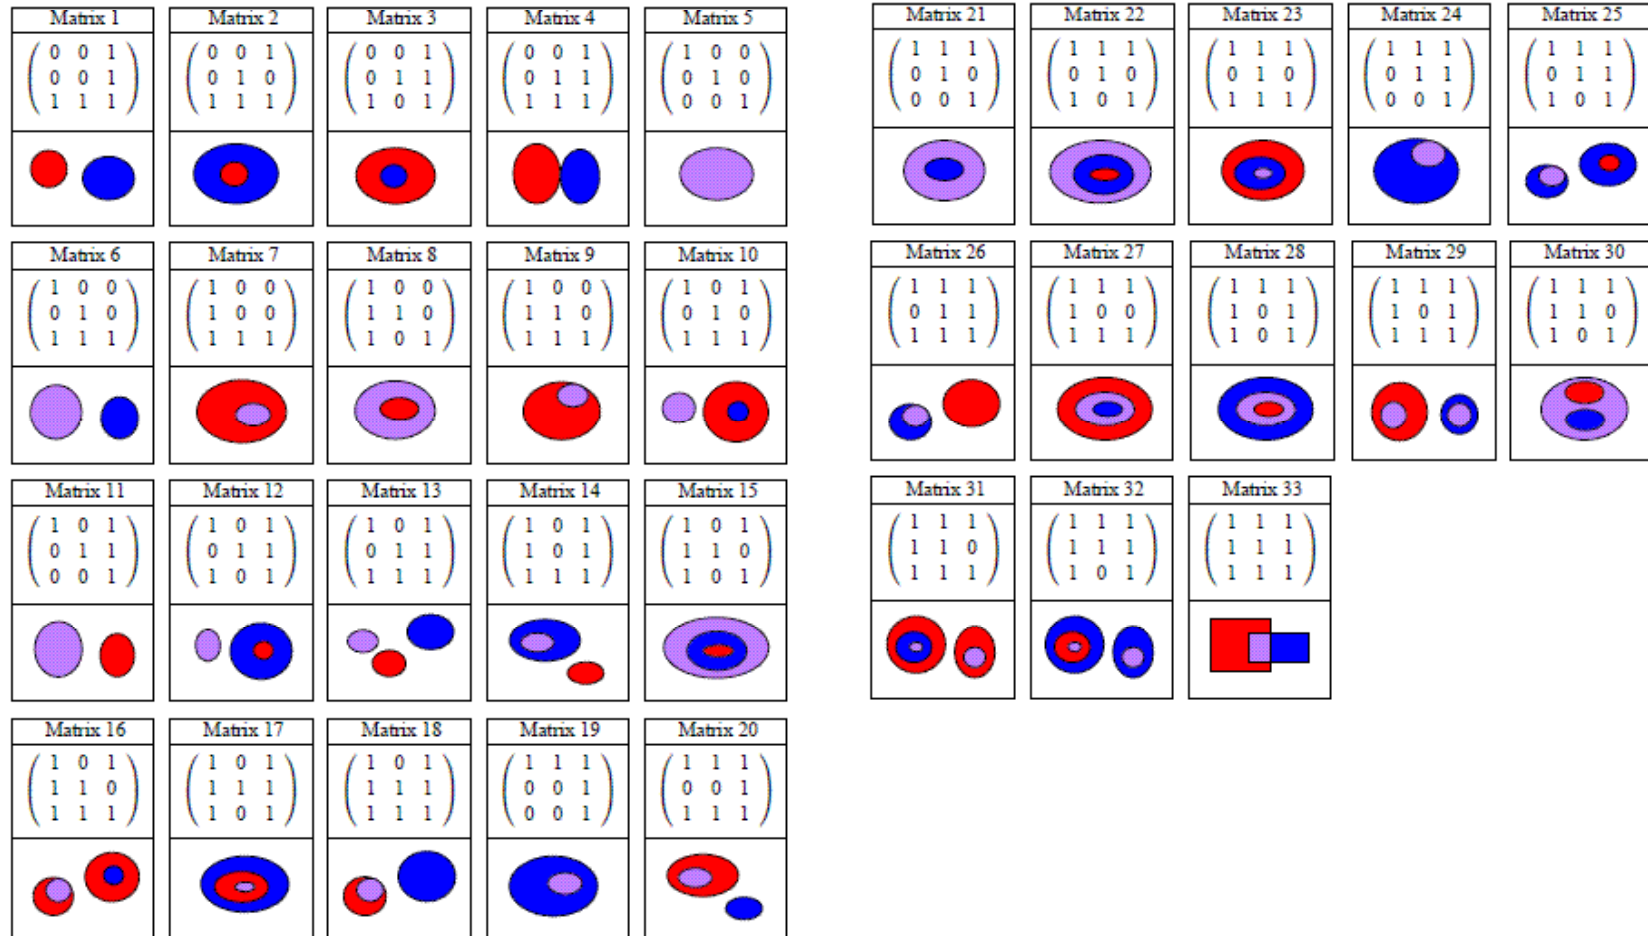 Matrix 1 Matrix 2 Matrix 3 Matrix 4 Matrix 5
0 0 1 0 0 1 0 0 1 0 0 1 1 0 0
0 0 1 0 1 0 0 1 1 0 1 1 0 1 0
1 1 1 1 1 1 1 0 1 1 1 1 0 0 1
Matrix 6 Matrix 7 Matrix 8 Matrix 9 Matrix 10
1 0 0 1 0 0 1 0 0 1 0 0 1 0 1
0 1 0 1 0 0 1 1 0 1 1 0 0 1 0
1 1 1 1 1 1 1 0 1 1 1 1 1 1 1
Matrix 11 Matrix 12 Matrix 13 Matrix 14 Matrix 15
1 0 1 1 0 1 1 0 1 1 0 1 1 0 1
0 1 1 0 1 1 0 1 1 1 0 1 1 1 0
0 0 1 1 0 1 1 1 1 1 1 1 1 0 1
Matrix 16 Matrix 17 Matrix 18 Matrix 19 Matrix 20
1 0 1 1 0 1 1 0 1 1 1 1 1 1 1
1 1 0 1 1 1 1 1 1 0 0 1 0 0 1
1 1 1 1 0 1 1 1 1 0 0 1 1 1 1
Matrix 21 Matrix 22 Matrix 23 Matrix 24 Matrix 25
1 1 1 1 1 1 1 1 1 1 1 1 1 1 1
0 1 0 0 1 0 0 1 0 0 1 1 0 1 1
0 0 1 1 0 1 1 1 1 0 0 1 1 0 1
Matrix 26 Matrix 27 Matrix 28 Matrix 29 Matrix 30
1 1 1 1 1 1 1 1 1 1 1 1 1 1 1
0 1 1 1 0 0 1 0 1 1 0 1 1 1 0
1 1 1 1 1 1 1 0 1 1 1 1 1 0 1
Matrix 31 Matrix 32 Matrix 33
1 1 1 1 1 1 1 1 1
1 1 0 1 1 1 1 1 1
1 1 1 1 0 1 1 1 1